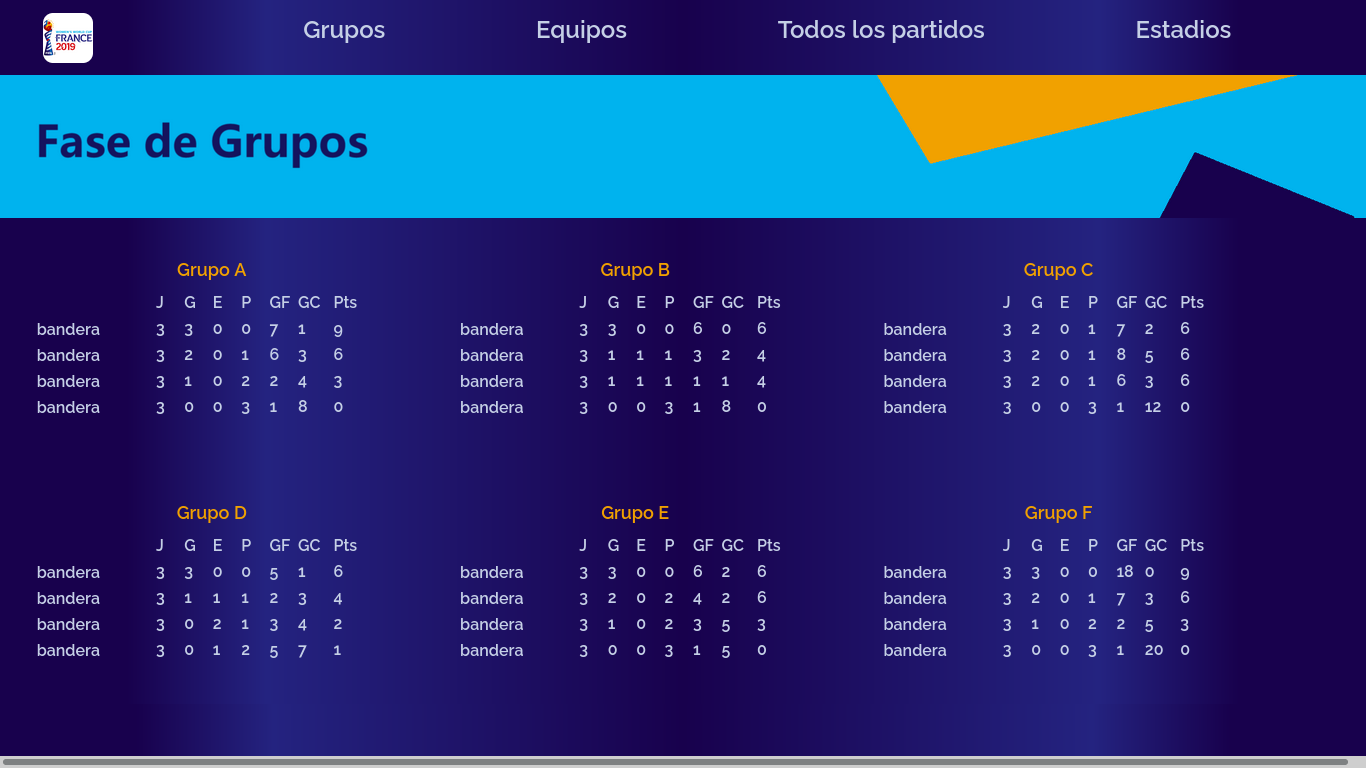 WOMEN'S WORLD CUP
FRANCE
2019
Grupos Equipos Todos los partidos Estadios
Fase de Grupos
Grupo A Grupo B Grupo C
J G E P GF GC Pts J G E P GF GC Pts J G E P GF GC Pts
bandera 3 3 0 0 7 1 9 bandera 3 3 0 0 6 0 6 bandera 3 2 0 1 7 2 6
bandera 3 2 0 1 6 3 6 bandera 3 1 1 1 3 2 4 bandera 3 2 0 1 8 5 6
bandera 3 1 0 2 2 4 3 bandera 3 1 1 1 1 1 4 bandera 3 2 0 1 6 3 6
bandera 3 0 0 3 1 8 0 bandera 3 0 0 3 1 8 0 bandera 3 0 0 3 1 12 0
Grupo D Grupo E Grupo F
J G E P GF GC Pts J G E P GF GC Pts J G E P GF GC Pts
bandera 3 3 0 0 5 1 6 bandera 3 3 0 0 6 2 6 bandera 3 3 0 0 18 0 9
bandera 3 1 1 1 2 3 4 bandera 3 2 0 2 4 2 6 bandera 3 2 0 1 7 3 6
bandera 3 0 2 1 3 4 2 bandera 3 1 0 2 3 5 3 bandera 3 1 0 2 2 5 3
bandera 3 0 1 2 5 7 1 bandera 3 0 0 3 1 5 0 bandera 3 0 0 3 1 20 0